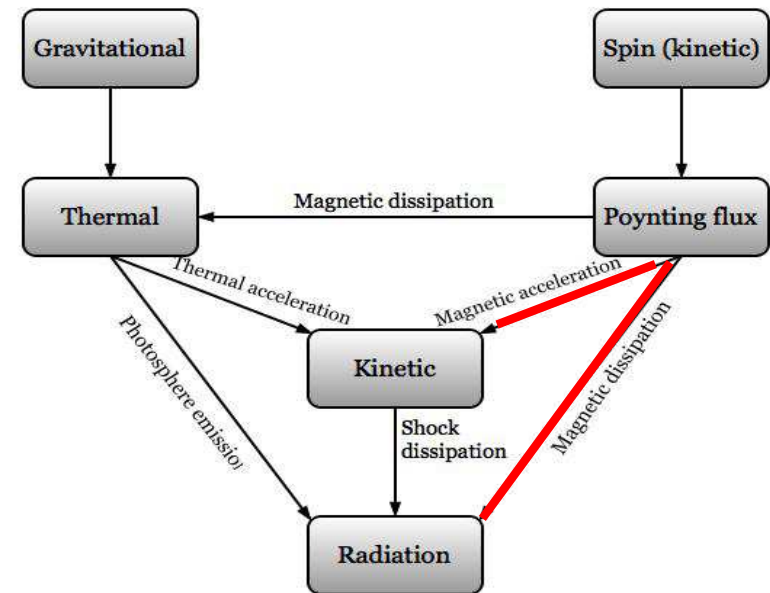 Gravitational
Spin (kinetic)
Magnetic dissipation
Thermal
Poynting flux
Thermal acceleration
Magnetic acceleration
Kinetic
Photosphere emissio
Magnetic dissipation
Shock
dissipation
Radiation